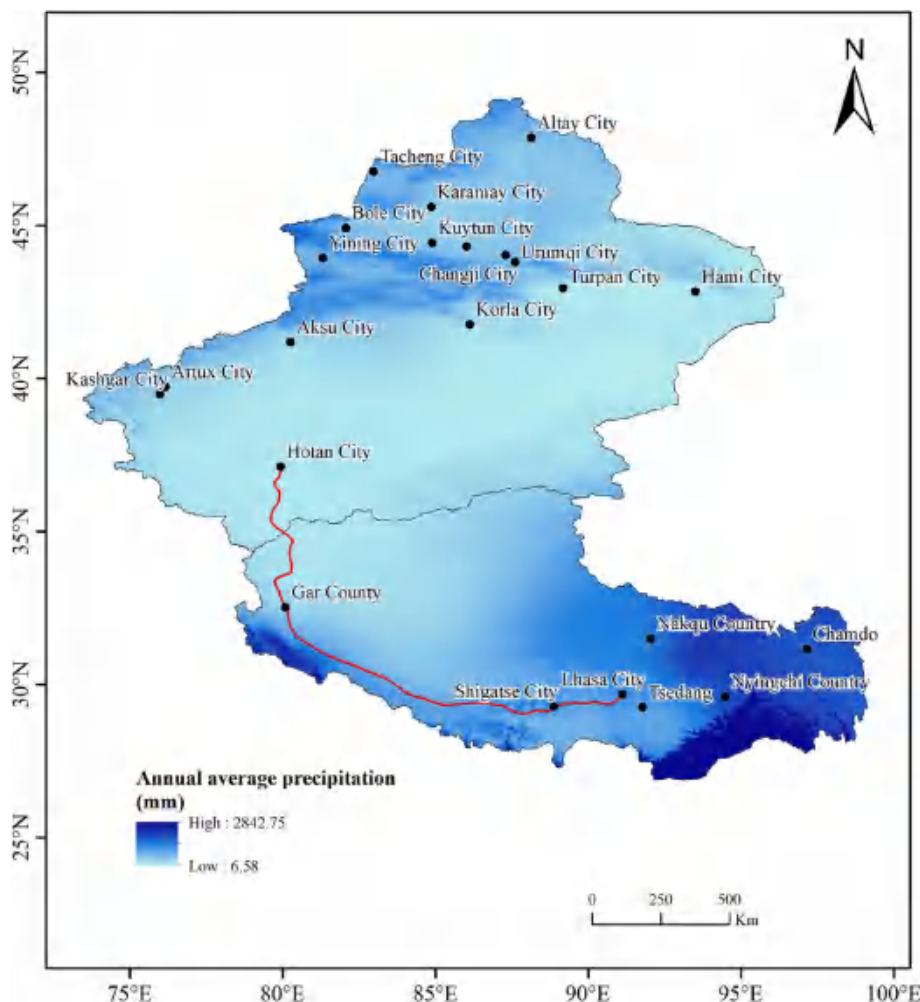 N
50°N
45°N
40°N
35°N
30°N
25°N
Altay City
Tacheng City
Karamay City
Bole City
Kuytun City
Yining City
Urumqi City
Changji City
Turpan City
Hami City
Korla City
Aksu City
Artux City
Kashgar City
Hotan City
Gar County
Nakqu Country
Chamdo
Lhasa City
Nyingchi Country
Shigatse City
Tsedang
Annual average precipitation
(mm)
High : 2842.75
Low : 6.58
0 250 500
Km
75°E 80°E 85°E 90°E 95°E 100°E